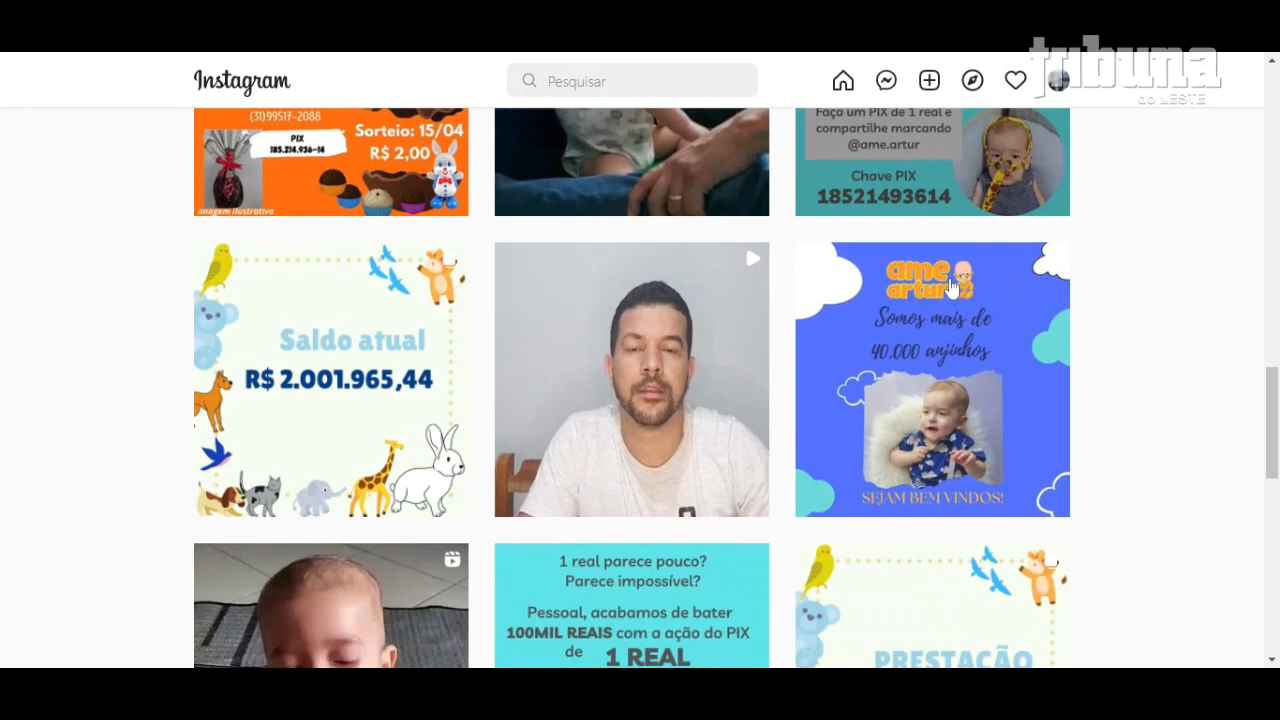 tribuna
do LESTE
Instagram
Pesquisar
(31)99517-2088
PIX
185.214.936-14
Sorteio: 15/04
R$ 2,00
imagem ilustrativa
Faça um PIX de 1 real e
compartilhe marcando
@ame.artur
Chave PIX
18521493614
Saldo atual
R$ 2.001.965,44
ame
artur
Somos mais de
40.000 anjinhos
SEJAM BEM VINDOS!
1 real parece pouco?
Parece impossível?
Pessoal, acabamos de bater
100MIL REAIS com a ação do PIX
de 1 REAL
PRESTAÇÃO